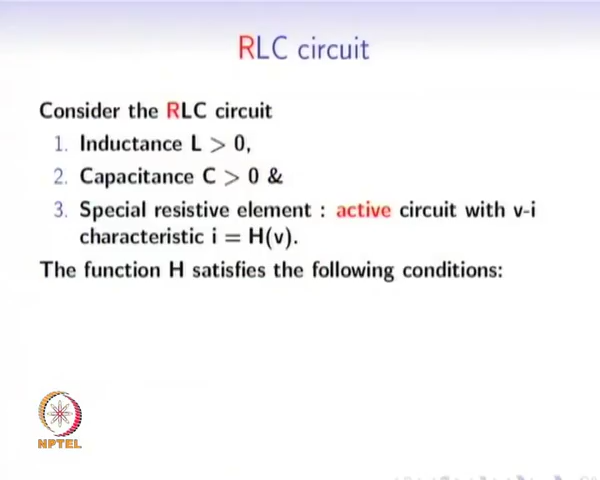 RLC circuit
Consider the RLC circuit
1. Inductance L > 0,
2. Capacitance C > 0 &
3. Special resistive element : active circuit with v-i
characteristic i = H(v).
The function H satisfies the following conditions:
NPTEL